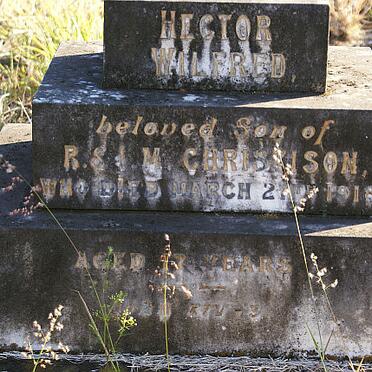 HECTOR
WILFRED
beloved Son of
R. & M. CHRISTISON,
WHO DIED MARCH
AGED YEARS